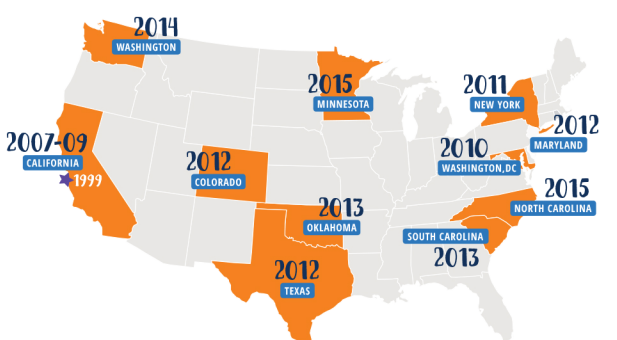 2014
WASHINGTON
2015
MINNESOTA
2011
NEW YORK
2012
MARYLAND
2007-09
CALIFORNIA
1999
2012
COLORADO
2010
WASHINGTON,DC
2015
NORTH CAROLINA
2013
OKLAHOMA
SOUTH CAROLINA
2013
2012
TEXAS